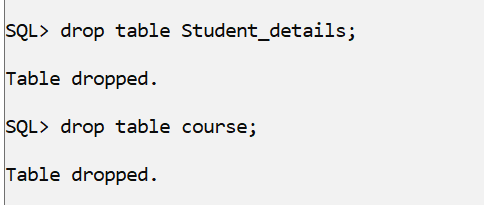 SQL> drop table Student_details;
Table dropped.
SQL> drop table course;
Table dropped.